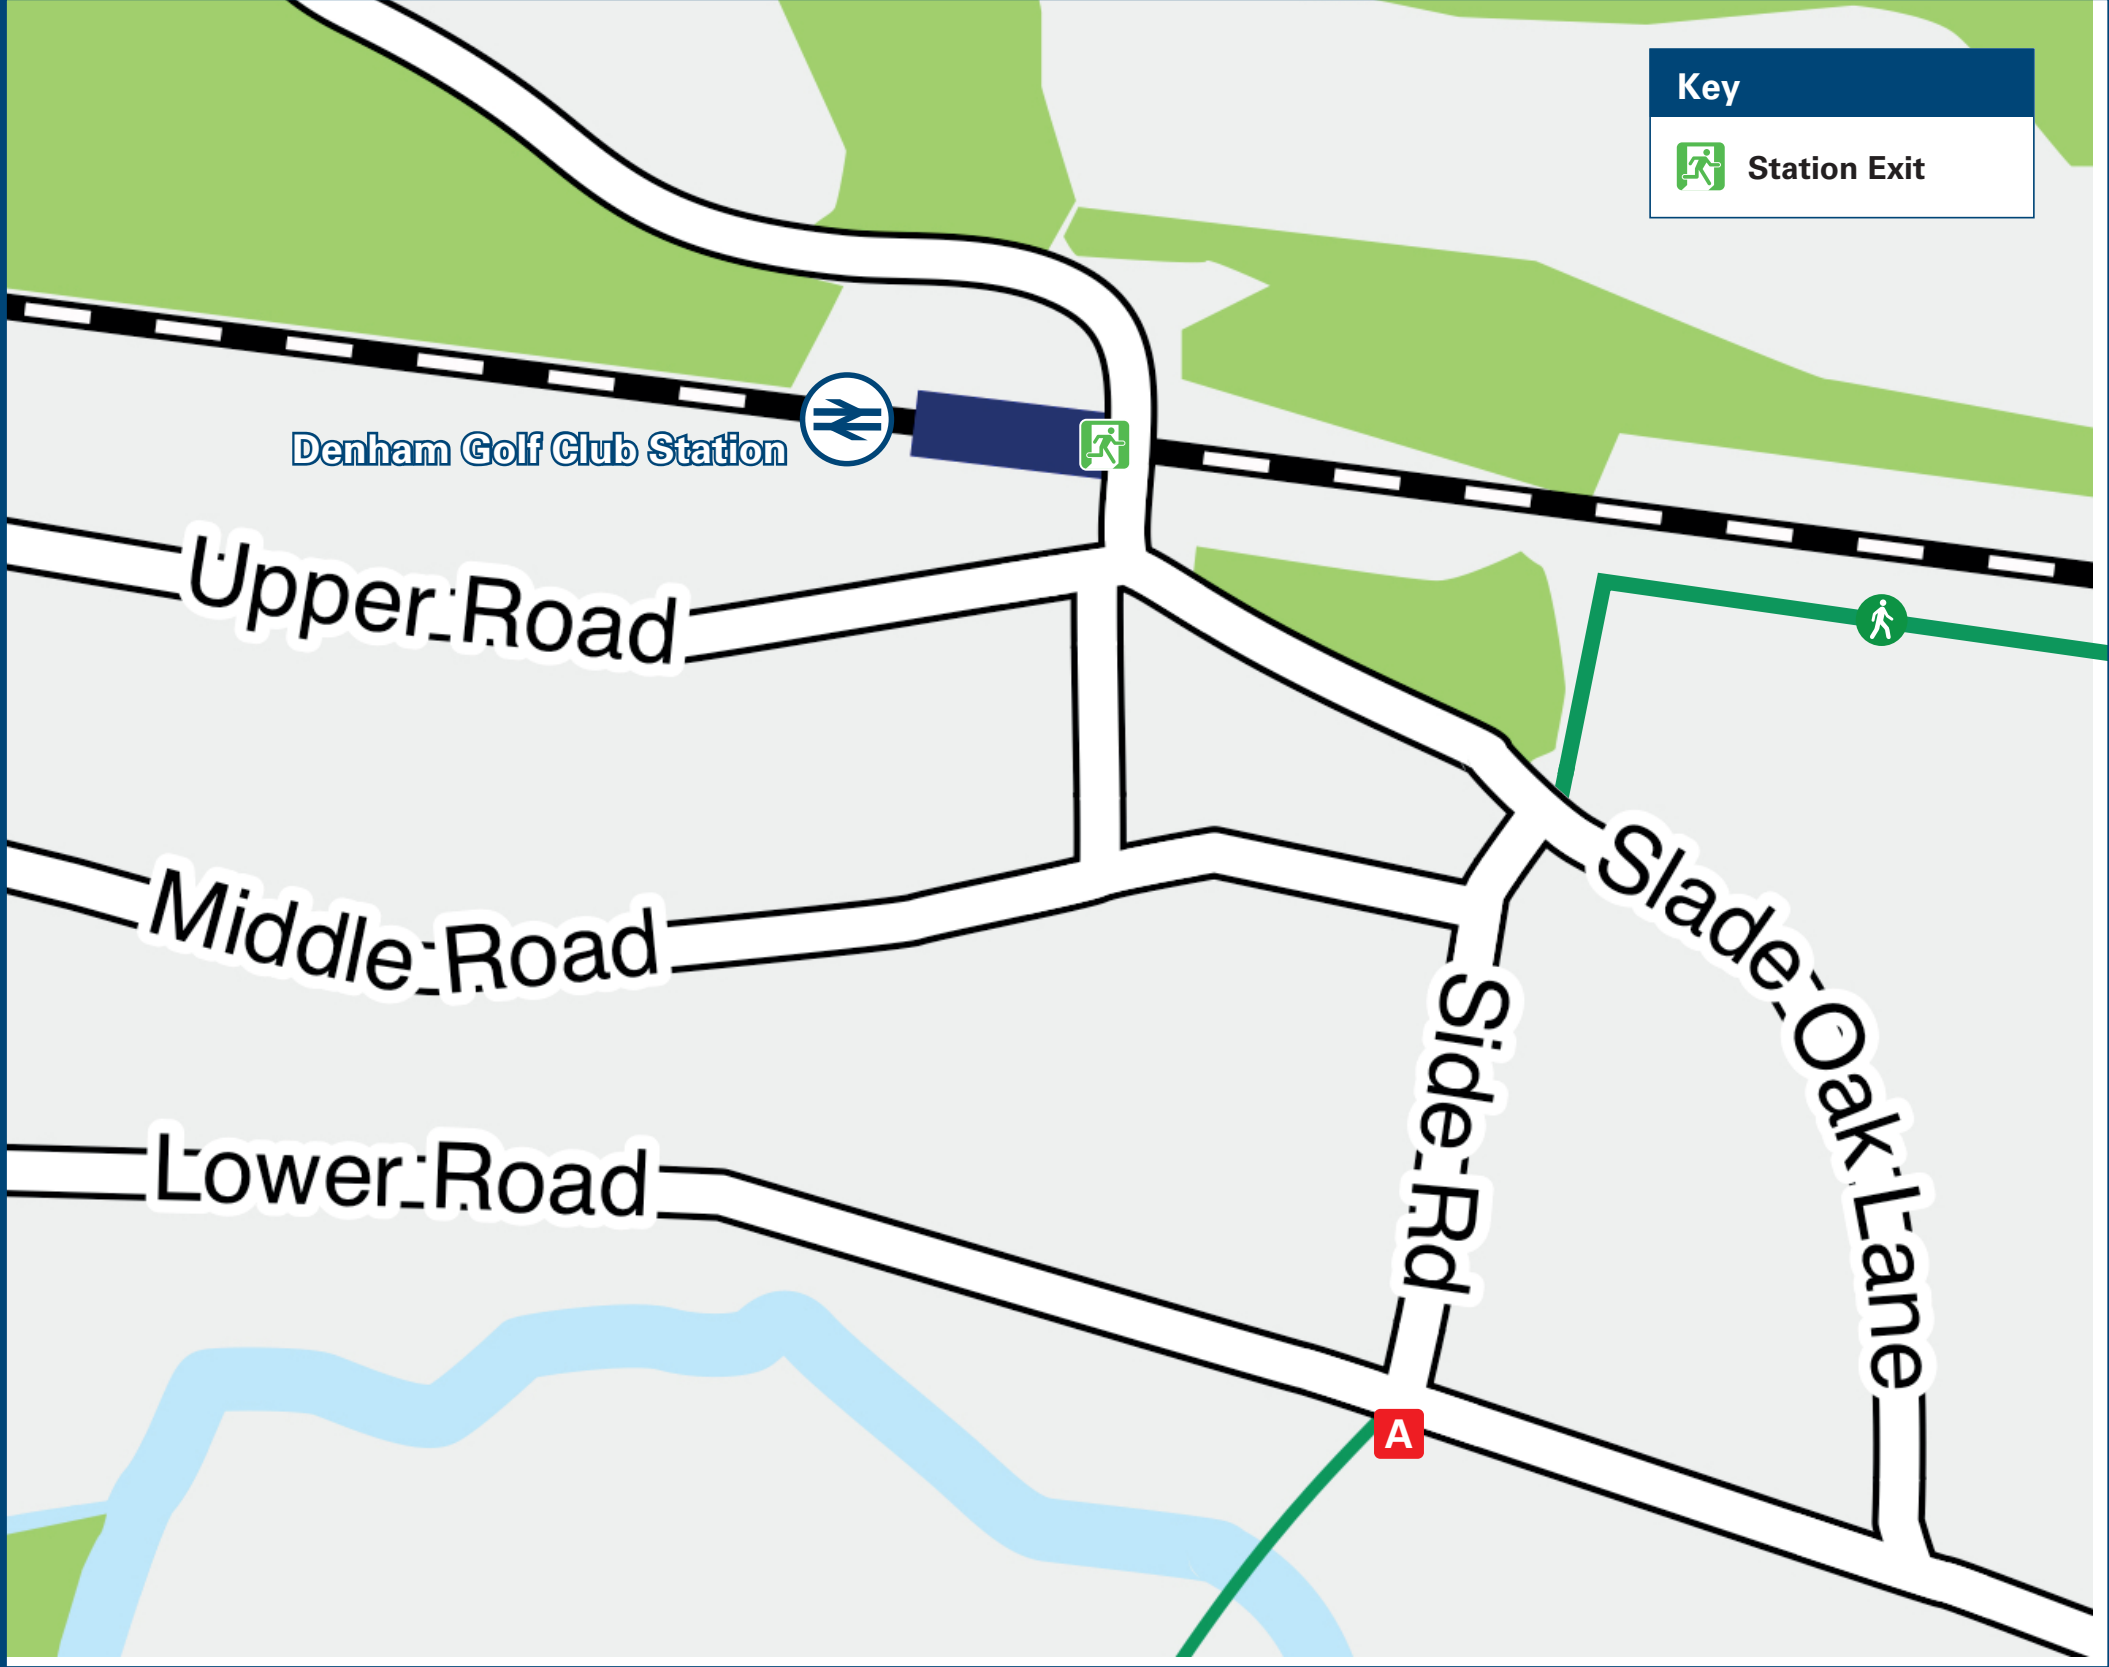 Key
Station Exit
Denham Golf Club Station
Upper Road
Middle Road
Slade Oak Lane
Side Rd
Lower Road
A